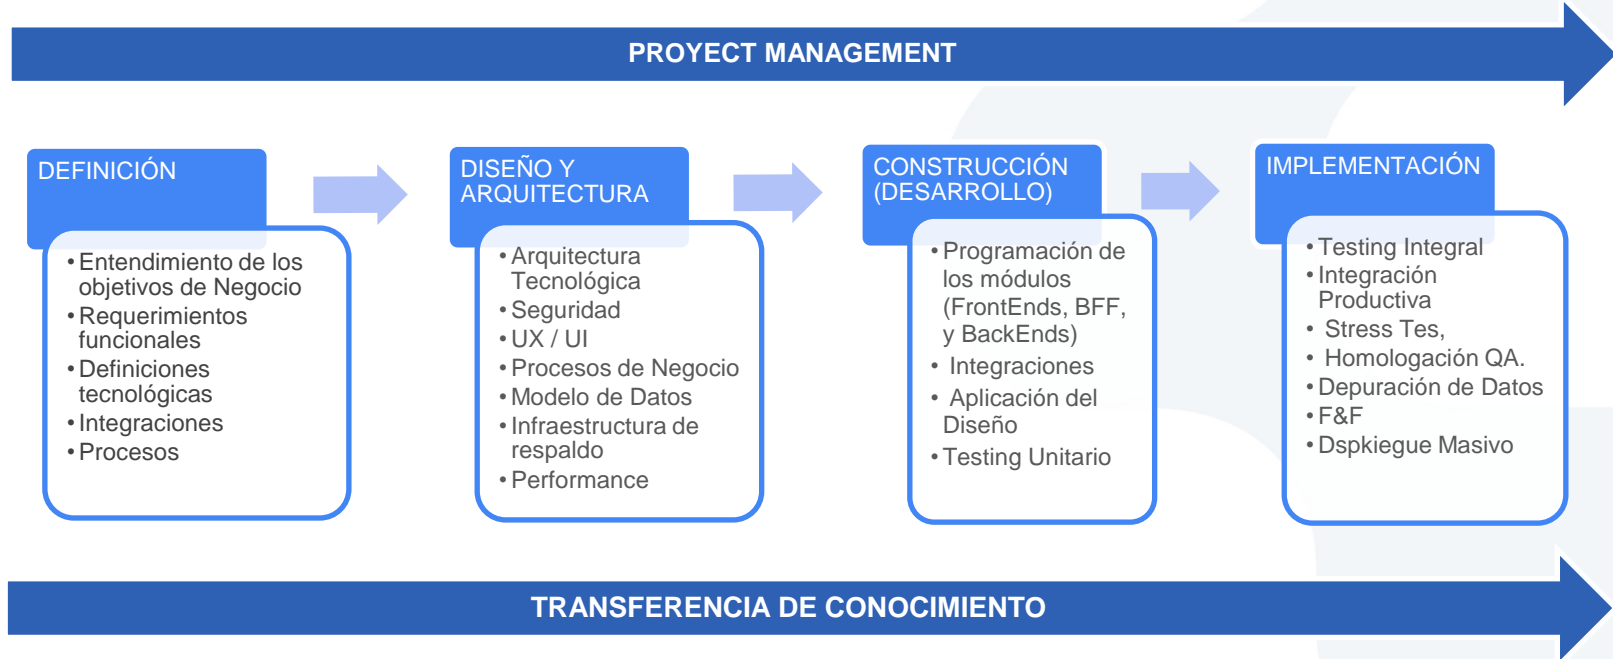 PROYECT MANAGEMENT
DEFINICIÓN
• Entendimiento de los
objetivos de Negocio
• Requerimientos
funcionales
• Definiciones
tecnológicas
• Integraciones
• Procesos
DISEÑO Y
ARQUITECTURA
• Arquitectura
Tecnológica
• Seguridad
• UX / UI
• Procesos de Negocio
• Modelo de Datos
• Infraestructura de
respaldo
• Performance
CONSTRUCCIÓN
(DESARROLLO)
• Programación de
los módulos
(FrontEnds, BFF,
y BackEnds)
• Integraciones
• Aplicación del
Diseño
• Testing Unitario
IMPLEMENTACIÓN
• Testing Integral
• Integración
Productiva
• Stress Tes,
• Homologación QA.
• Depuración de Datos
• F&F
• Dspkiegue Masivo
TRANSFERENCIA DE CONOCIMIENTO